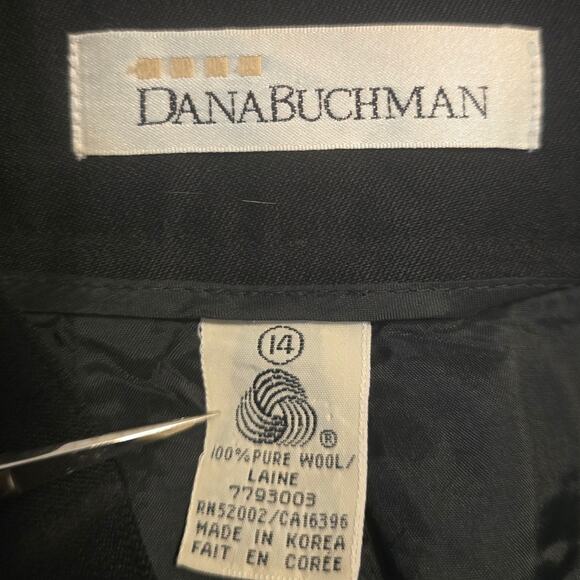 DANABUCHMAN
14
®
100% PURE WOOL/
LAINE
7793003
RN52002/CA16396
MADE IN KOREA
FAIT EN CORÉE